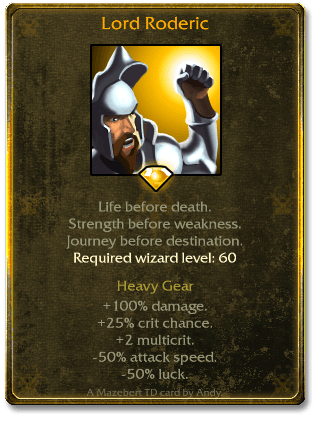 Lord Roderic
Life before death.
Strength before weakness.
Journey before destination.
Required wizard level: 60
Heavy Gear
+100% damage.
+25% crit chance.
+2 multicrit.
-50% attack speed.
-50% luck.
A Mazebert TD card by Andy.